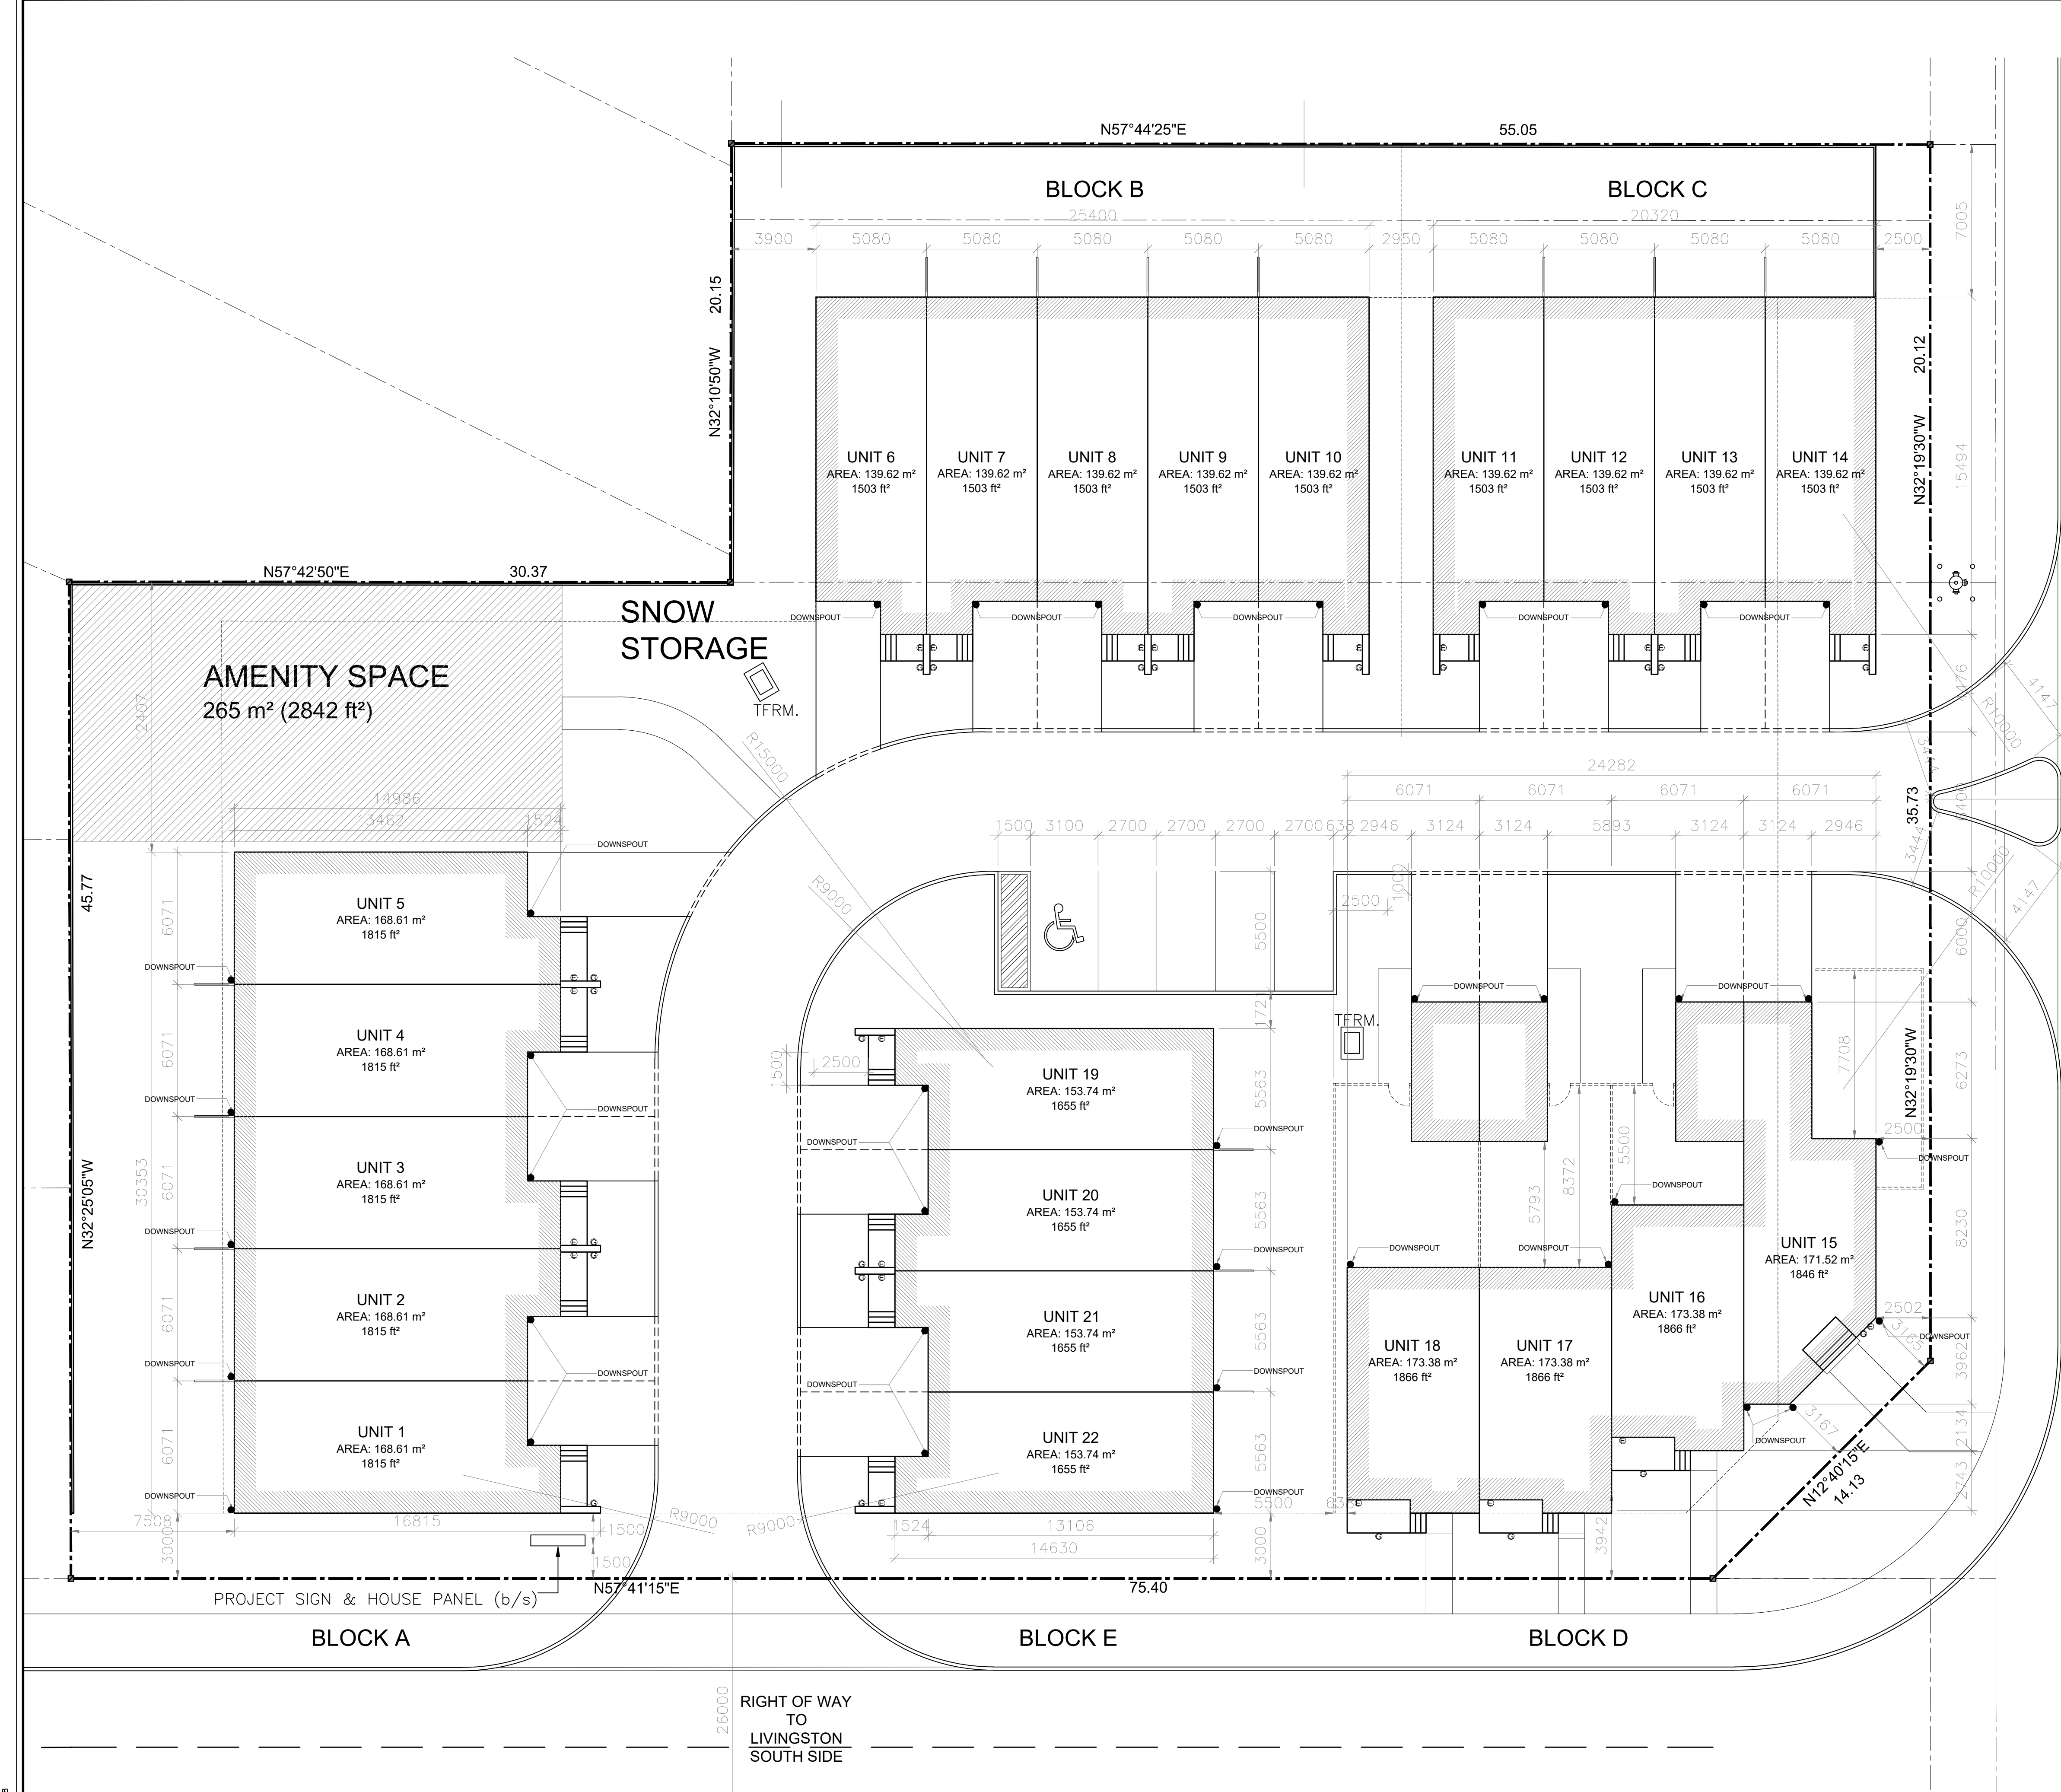 N57°44'25"E 55.05
BLOCK B BLOCK C
25400 20320
3900 5080 5080 5080 5080 5080 2950 5080 5080 5080 5080 2500
7005
N32°10'50"W 20.15
N32°19'30"W 20.12
15494
UNIT 6
AREA: 139.62 m²
1503 ft²
UNIT 7
AREA: 139.62 m²
1503 ft²
UNIT 8
AREA: 139.62 m²
1503 ft²
UNIT 9
AREA: 139.62 m²
1503 ft²
UNIT 10
AREA: 139.62 m²
1503 ft²
UNIT 11
AREA: 139.62 m²
1503 ft²
UNIT 12
AREA: 139.62 m²
1503 ft²
UNIT 13
AREA: 139.62 m²
1503 ft²
UNIT 14
AREA: 139.62 m²
1503 ft²
N57°42'50"E 30.37
SNOW
STORAGE
DOWNSPOUT DOWNSPOUT DOWNSPOUT DOWNSPOUT DOWNSPOUT
E E E E E E E E E
G G G G G G G G G
AMENITY SPACE
265 m² (2842 ft²)
TFRM.
12407
4476
4147
R10000
R15000
24282
6071 6071 6071 6071
35.73
14986
13462 1524
1500 3100 2700 2700 2700 2700 638 2946 3124 3124 5893 3124 3124 2946
3444
DOWNSPOUT
R9000
1000
2500
R10000
4147
45.77
UNIT 5
AREA: 168.61 m²
1815 ft²
6071
5500
6000
DOWNSPOUT
E G
E G
DOWNSPOUT DOWNSPOUT
1721
TFRM.
UNIT 4
AREA: 168.61 m²
1815 ft²
6071
G E
1500
2500
UNIT 19
AREA: 153.74 m²
1655 ft²
5563
7708
N32°19'30"W
6273
DOWNSPOUT DOWNSPOUT
DOWNSPOUT DOWNSPOUT
5500
8372
5793
2500
DOWNSPOUT
UNIT 3
AREA: 168.61 m²
1815 ft²
6071
30353
N32°25'05"W
UNIT 20
AREA: 153.74 m²
1655 ft²
5563
DOWNSPOUT
8230
DOWNSPOUT
E G
E G
G E
G E
DOWNSPOUT
DOWNSPOUT DOWNSPOUT
UNIT 15
AREA: 171.52 m²
1846 ft²
UNIT 2
AREA: 168.61 m²
1815 ft²
6071
UNIT 21
AREA: 153.74 m²
1655 ft²
5563
UNIT 16
AREA: 173.38 m²
1866 ft²
2502
3165
E
G
DOWNSPOUT
3962
UNIT 18
AREA: 173.38 m²
1866 ft²
UNIT 17
AREA: 173.38 m²
1866 ft²
DOWNSPOUT DOWNSPOUT
DOWNSPOUT DOWNSPOUT
UNIT 1
AREA: 168.61 m²
1815 ft²
6071
UNIT 22
AREA: 153.74 m²
1655 ft²
5563
3167
2134
DOWNSPOUT
E
G
N12°40'15"E
14.13
2743
DOWNSPOUT
G
G E
DOWNSPOUT
E E
G G
7508 16815 1500
R9000 R9000
1524 13106
14630
5500 638
3000
1500
3000
3942
N57°41'15"E 75.40
PROJECT SIGN & HOUSE PANEL (b/s)
BLOCK A BLOCK E BLOCK D
26000
RIGHT OF WAY
TO
LIVINGSTON
SOUTH SIDE